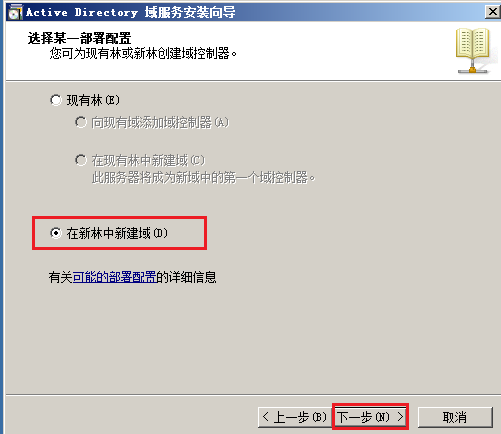 Active Directory 域服务安装向导
选择某一部署配置
您可为现有林或新林创建域控制器。
现有林(E)
向现有域添加域控制器(A)
在现有林中新建域(C)
此服务器将成为新域中的第一个域控制器。
在新林中新建域(D)
有关可能的部署配置的详细信息
< 上一步(B) 下一步(N) > 取消